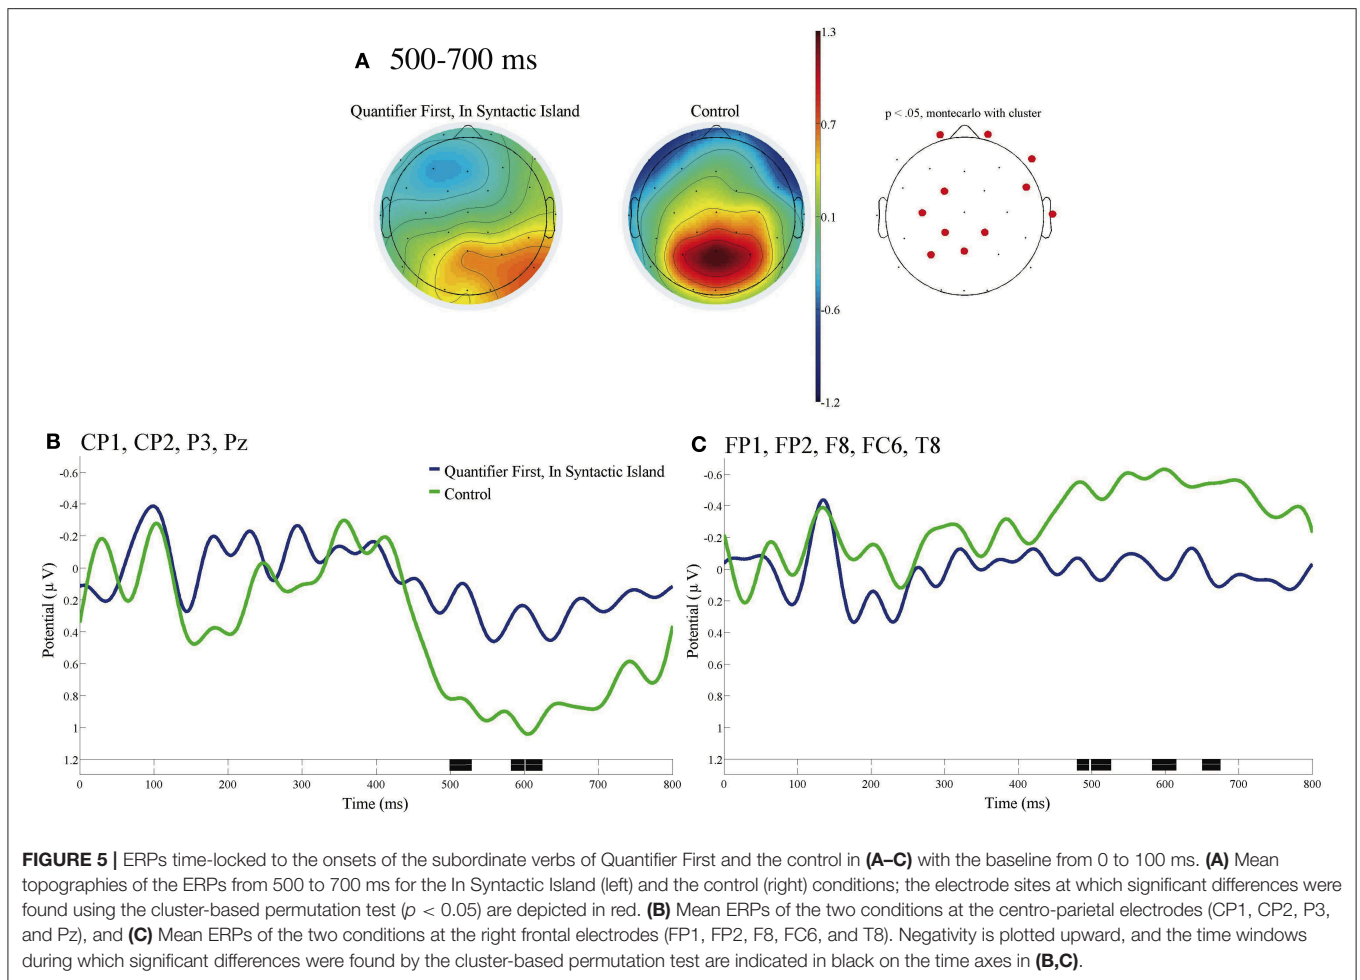 A 500-700 ms
Quantifier First, In Syntactic Island
Control
p < .05, montecarlo with cluster
1.3
0.7
0.1
-0.6
-1.2
B CP1, CP2, P3, Pz
Quantifier First, In Syntactic Island
Control
-0.6
-0.4
-0.2
0
0.2
0.4
0.6
0.8
1
1.2
Potential (μ V)
0 100 200 300 400 500 600 700 800
Time (ms)
C FP1, FP2, F8, FC6, T8
-0.6
-0.4
-0.2
0
0.2
0.4
0.6
0.8
1
1.2
Potential (μ V)
0 100 200 300 400 500 600 700 800
Time (ms)
FIGURE 5 | ERPs time-locked to the onsets of the subordinate verbs of Quantifier First and the control in (A–C) with the baseline from 0 to 100 ms. (A) Mean
topographies of the ERPs from 500 to 700 ms for the In Syntactic Island (left) and the control (right) conditions; the electrode sites at which significant differences were
found using the cluster-based permutation test (p < 0.05) are depicted in red. (B) Mean ERPs of the two conditions at the centro-parietal electrodes (CP1, CP2, P3,
and Pz), and (C) Mean ERPs of the two conditions at the right frontal electrodes (FP1, FP2, F8, FC6, and T8). Negativity is plotted upward, and the time windows
during which significant differences were found by the cluster-based permutation test are indicated in black on the time axes in (B,C).